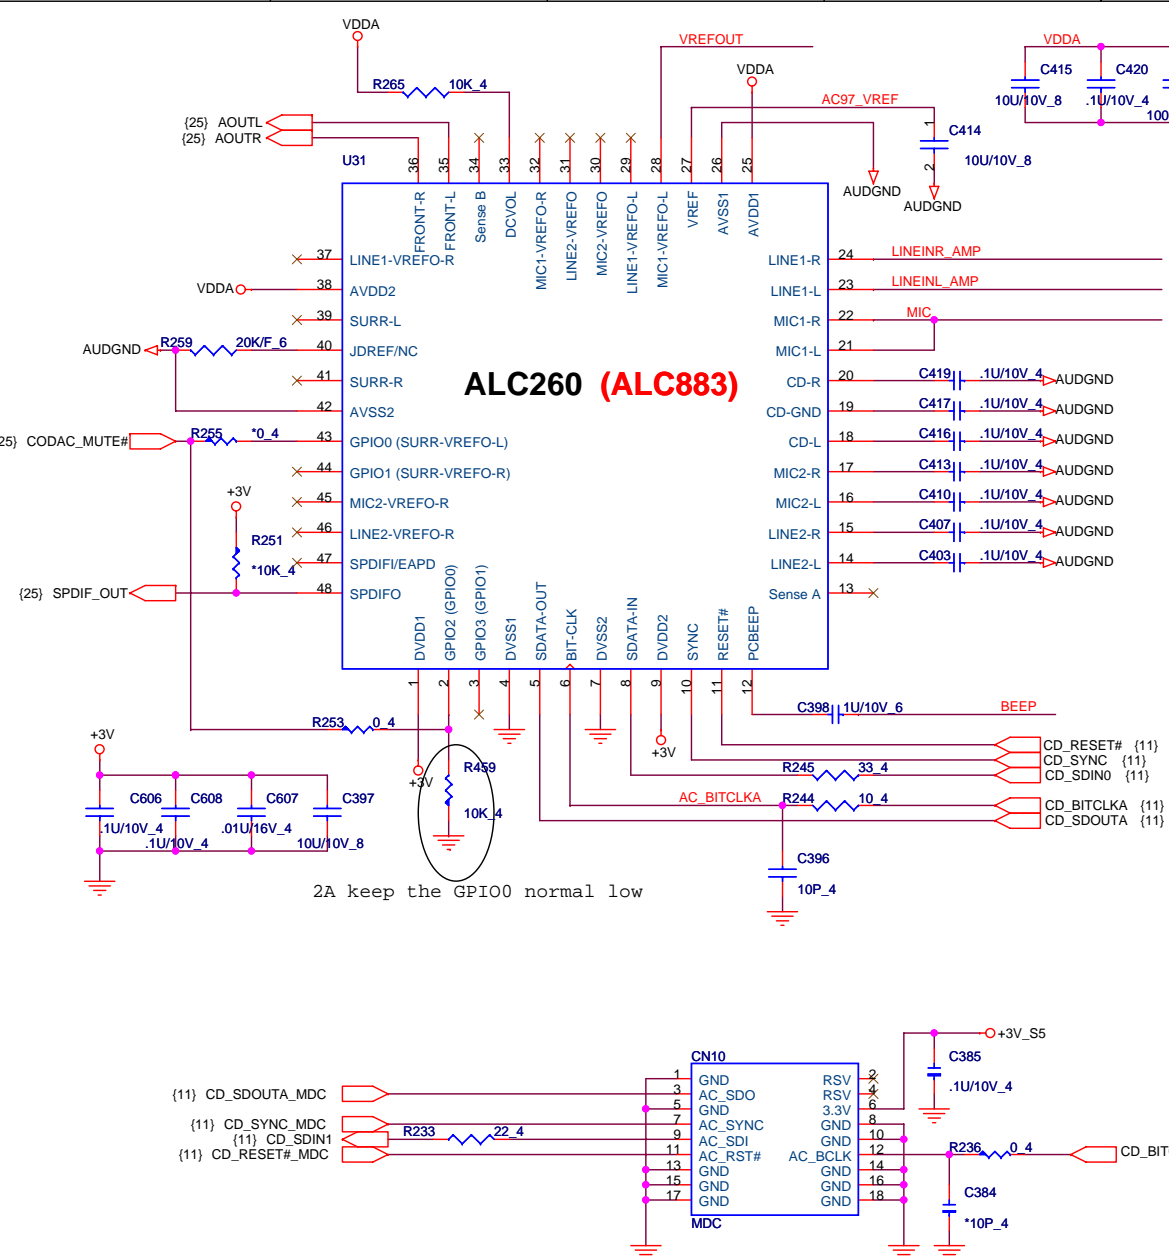 VDDA
VREFOUT
VDDA
R265
10K_4
VDDA
C415
C420
10U/10V_8
.1U/10V_4
100
AC97_VREF
{25} AOUTL
{25} AOUTR
1
C414
10U/10V_8
2
AUDGND
AUDGND
U31
36
35
34
33
32
31
30
29
28
27
26
25
FRONT-R
FRONT-L
Sense B
DCVOL
MIC1-VREFO-R
LINE2-VREFO
MIC2-VREFO
LINE1-VREFO-L
MIC1-VREFO-L
VREF
AVSS1
AVDD1
37 LINE1-VREFO-R
VDDA 38 AVDD2
39 SURR-L
AUDGND R259 20K/F_6 40 JDREF/NC
41 SURR-R
42 AVSS2
25} CODAC_MUTE# R255 *0_4 43 GPIO0 (SURR-VREFO-L)
44 GPIO1 (SURR-VREFO-R)
+3V
45 MIC2-VREFO-R
46 LINE2-VREFO-R
R251
*10K_4
47 SPDIFI/EAPD
{25} SPDIF_OUT 48 SPDIFO
ALC260 (ALC883)
LINE1-R 24 LINEINR_AMP
LINE1-L 23 LINEINL_AMP
MIC1-R 22 MIC
MIC1-L 21
CD-R 20 C419 .1U/10V_4 AUDGND
CD-GND 19 C417 .1U/10V_4 AUDGND
CD-L 18 C416 .1U/10V_4 AUDGND
MIC2-R 17 C413 .1U/10V_4 AUDGND
MIC2-L 16 C410 .1U/10V_4 AUDGND
LINE2-R 15 C407 .1U/10V_4 AUDGND
LINE2-L 14 C403 .1U/10V_4 AUDGND
Sense A 13
DVDD1
GPIO2 (GPIO0)
GPIO3 (GPIO1)
DVSS1
SDATA-OUT
BIT-CLK
DVSS2
SDATA-IN
DVDD2
SYNC
RESET#
PCBEEP
1
2
3
4
5
6
7
8
9
10
11
12
C398 1U/10V_6 BEEP
R253 0_4
+3V
+3V
+3V
R459
10K_4
CD_RESET# {11}
CD_SYNC {11}
R245 33_4 CD_SDIN0 {11}
AC_BITCLKA R244 10_4 CD_BITCLKA {11}
CD_SDOUTA {11}
C606
C608
C607
C397
.1U/10V_4
.1U/10V_4
.01U/16V_4
10U/10V_8
C396
10P_4
2A keep the GPIO0 normal low
+3V_S5
C385
.1U/10V_4
CN10
{11} CD_SDOUTA_MDC
{11} CD_SYNC_MDC
{11} CD_SDIN1 R233 22_4
{11} CD_RESET#_MDC
1 GND RSV 2
3 AC_SDO RSV 4
5 GND 3.3V 6
7 AC_SYNC GND 8
9 AC_SDI GND 10
11 AC_RST# AC_BCLK 12
13 GND GND 14
15 GND GND 16
17 GND GND 18
MDC
R236 0_4 CD_BIT
C384
*10P_4